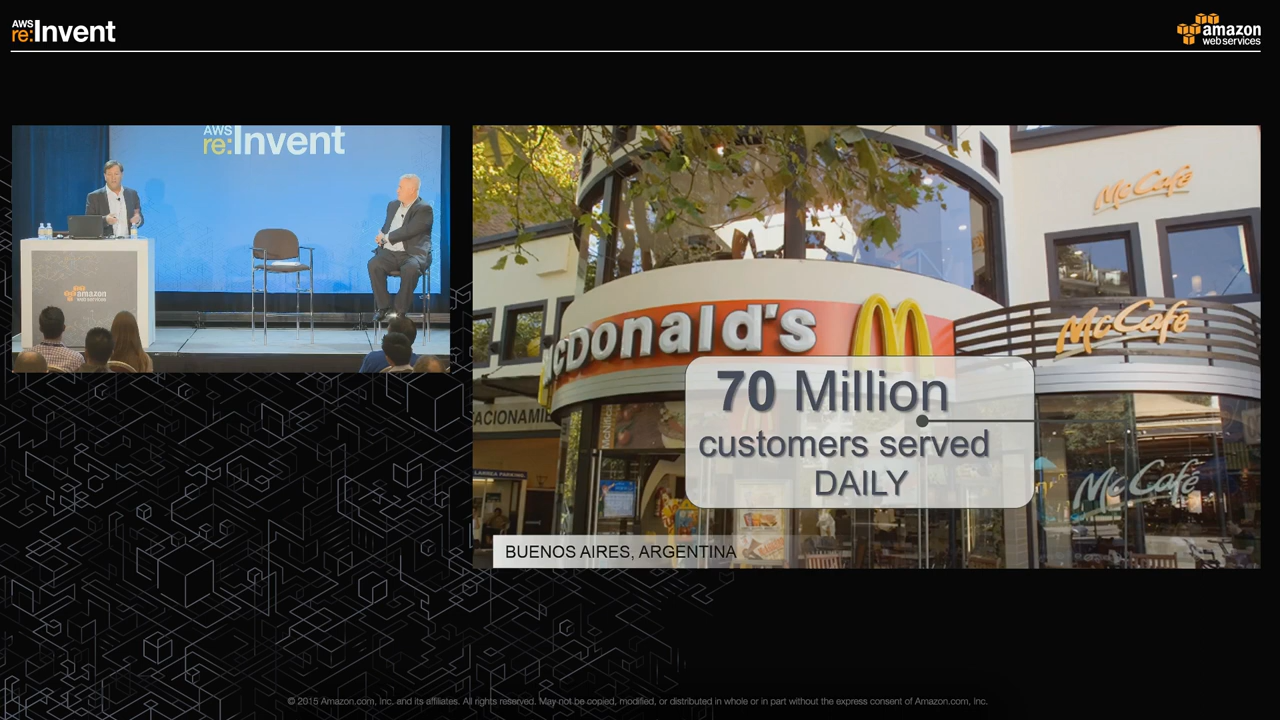 AWS
re:Invent
amazon
web services
AWS
re:Invent
amazon
web services
McCafé
McDonald's
McCafé
70 Million
customers served
DAILY
McCafé
BUENOS AIRES, ARGENTINA
© 2015 Amazon.com, Inc. and its affiliates. All rights reserved. May not be copied, modified, or distributed in whole or in part without the express consent of Amazon.com, Inc.